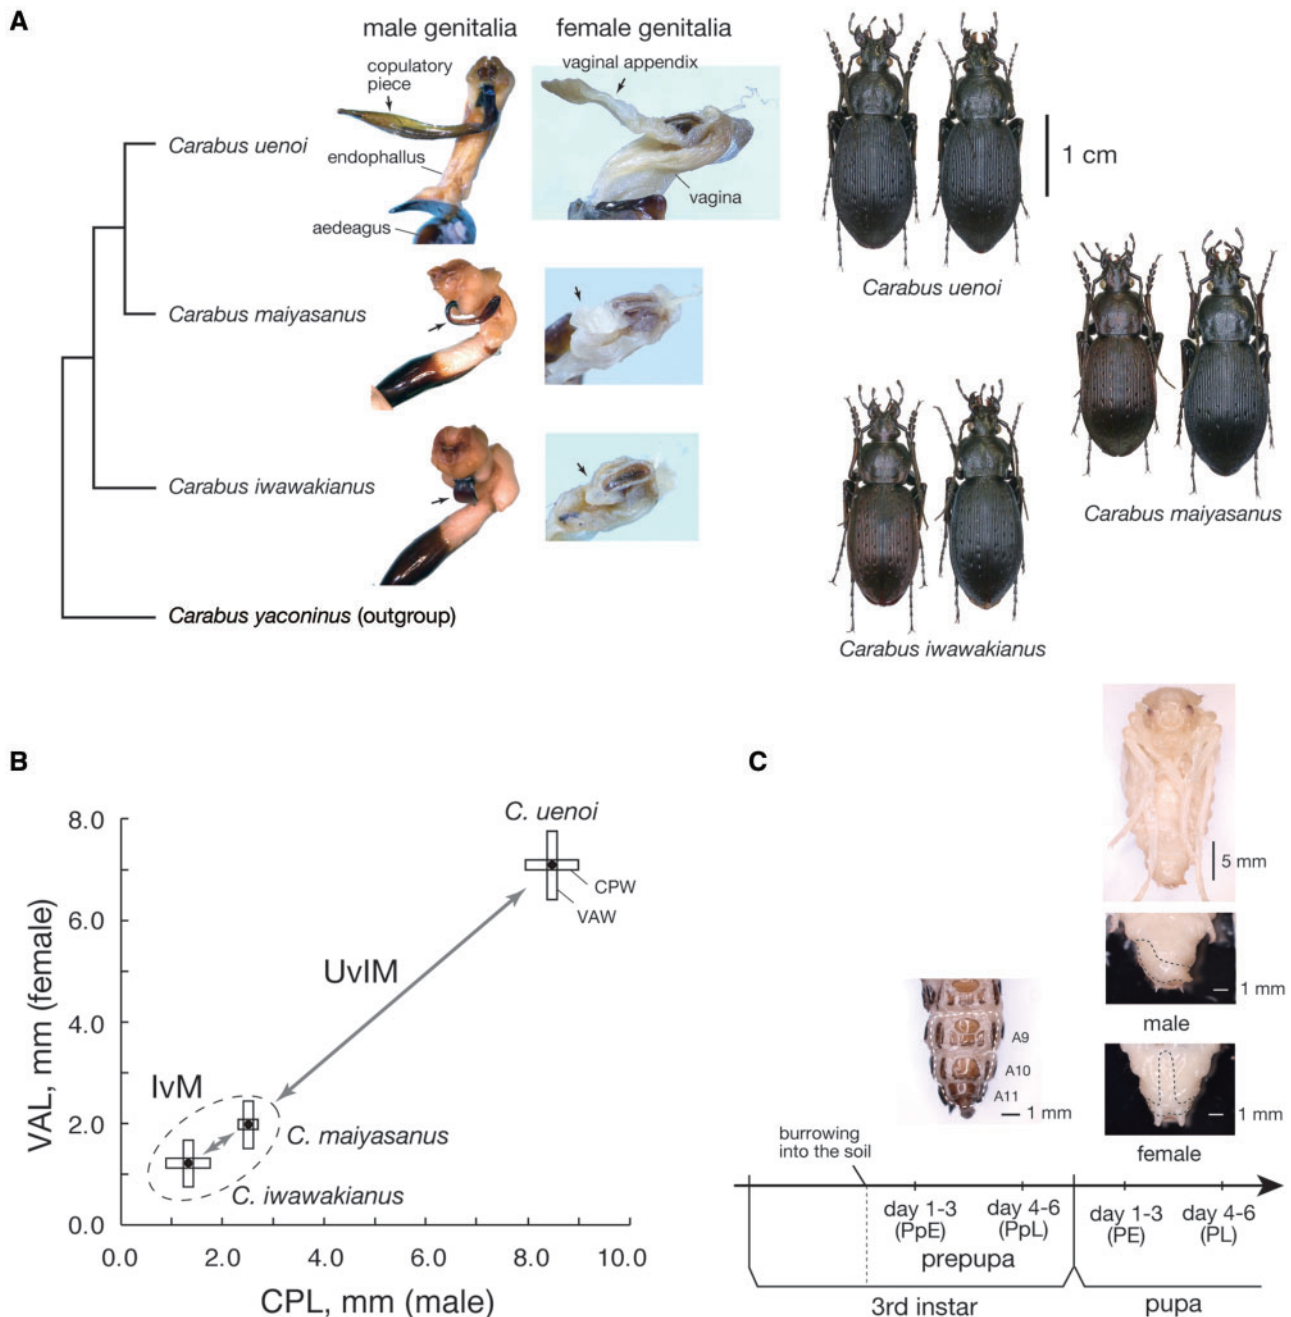 A
male genitalia
female genitalia
copulatory
piece
vaginal appendix
Carabus uenoi
endophallus
vagina
aedeagus
1 cm
Carabus uenoi
Carabus maiyasanus
Carabus maiyasanus
Carabus iwawakianus
Carabus iwawakianus
Carabus yaconinus (outgroup)
B
8.0
6.0
4.0
2.0
0.0
VAL, mm (female)
0.0 2.0 4.0 6.0 8.0 10.0
CPL, mm (male)
C. uenoi
CPW
VAW
UvIM
IvM
C. maiyasanus
C. iwawakianus
C
5 mm
1 mm
male
1 mm
female
A9
A10
A11
1 mm
burrowing
into the soil
day 1-3
(PpE)
day 4-6
(PpL)
prepupa
day 1-3
(PE)
day 4-6
(PL)
3rd instar
pupa